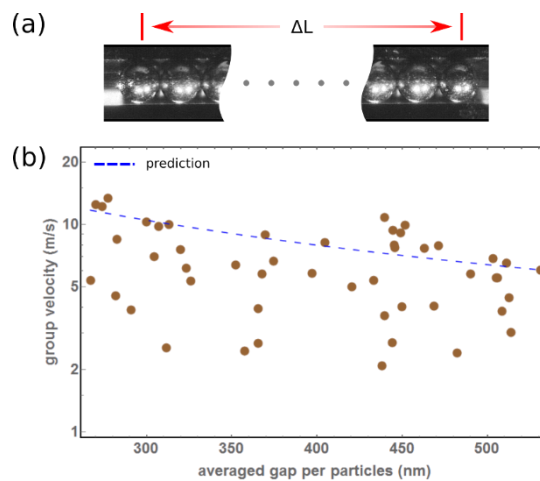 (a)
ΔL
(b)
prediction
20
10
5
2
1
group velocity (m/s)
300
350
400
450
500
averaged gap per particles (nm)